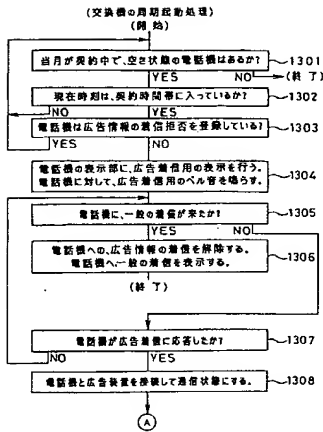 (交換機の周期起動処理)
(開始)
当月が契約中で、空き状態の電話機はあるか? 1301
YES NO (終了)
現在時刻は、契約時間帯に入っているか? 1302
NO YES
電話機は広告情報の着信拒否を登録している? 1303
YES NO
電話機の表示部に、広告着信用の表示を行う。
電話機に対して、広告着信用のベル音を鳴らす。 1304
電話機に、一般の着信が来たか? 1305
YES NO
電話機への、広告情報の着信を解除する。
電話機へ一般の着信を表示する。 1306
(終了)
電話機が広告着信に応答したか? 1307
NO YES
電話機と広告装置を接続して通信状態にする。 1308
A